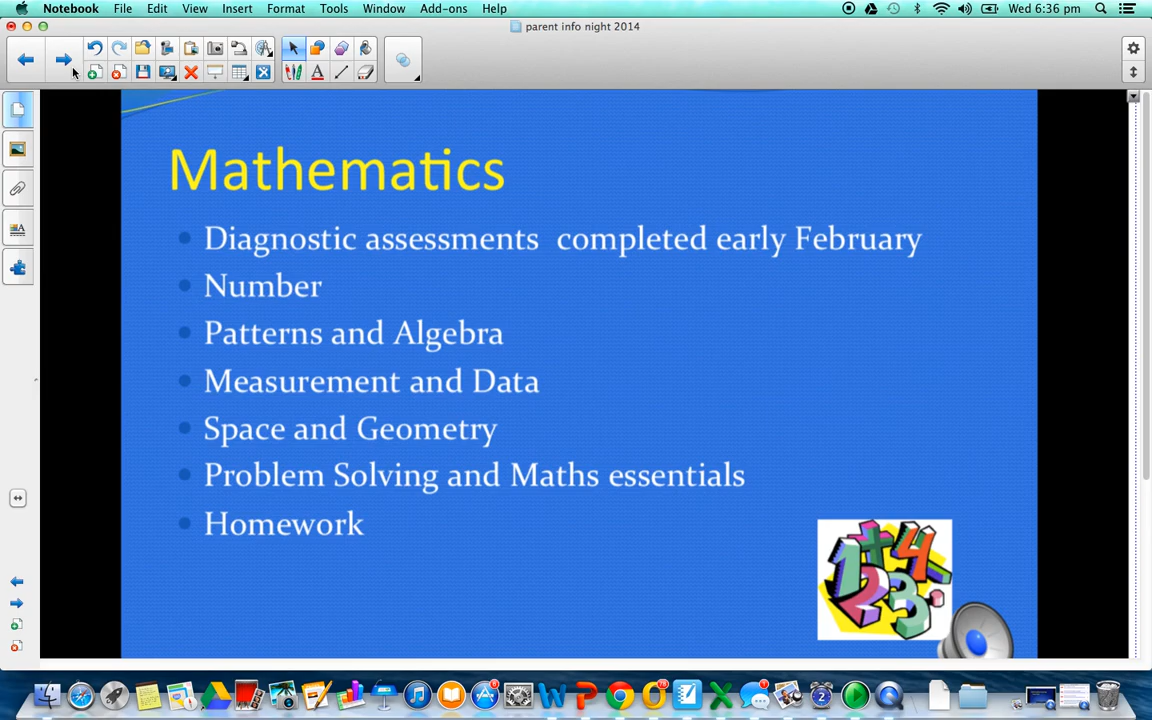 Notebook File Edit View Insert Format Tools Window Add-ons Help Wed 6:36 pm
parent info night 2014
Mathematics
Diagnostic assessments completed early February
Number
Patterns and Algebra
Measurement and Data
Space and Geometry
Problem Solving and Maths essentials
Homework